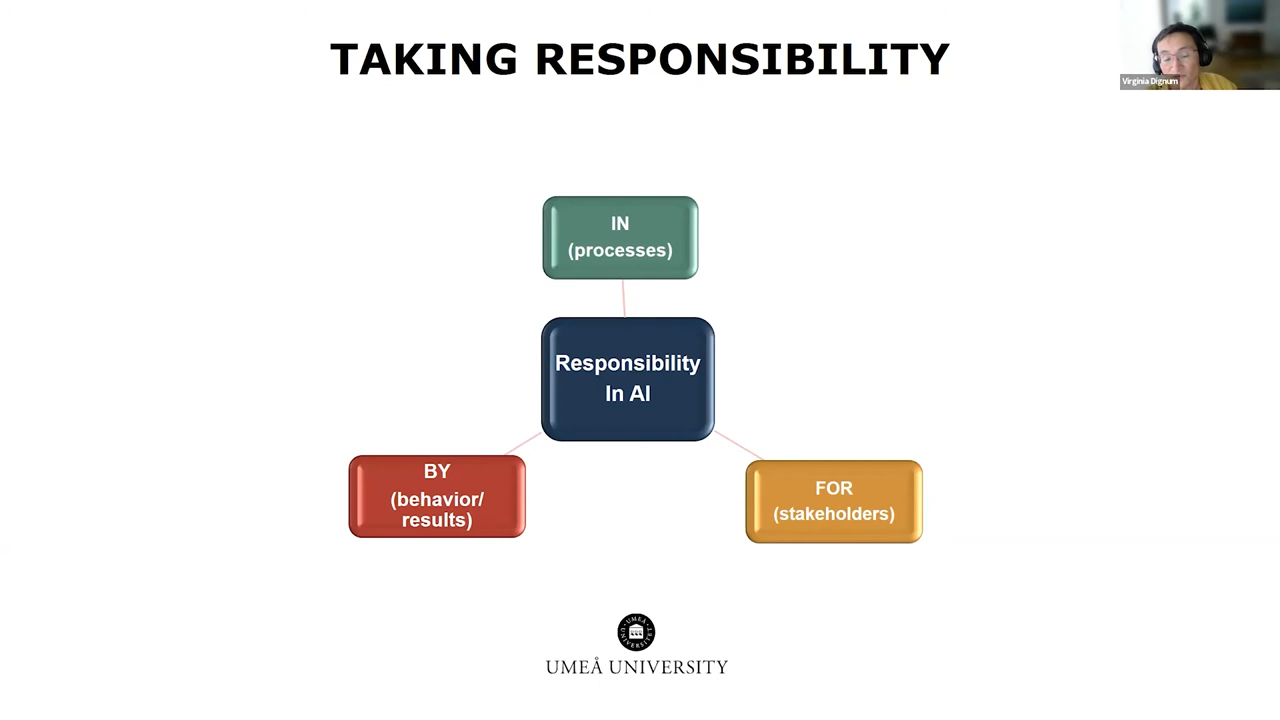 TAKING RESPONSIBILITY
Virginia Dignum
IN
(processes)
Responsibility
In AI
BY
(behavior/
results)
FOR
(stakeholders)
UMEÅ UNIVERSITY